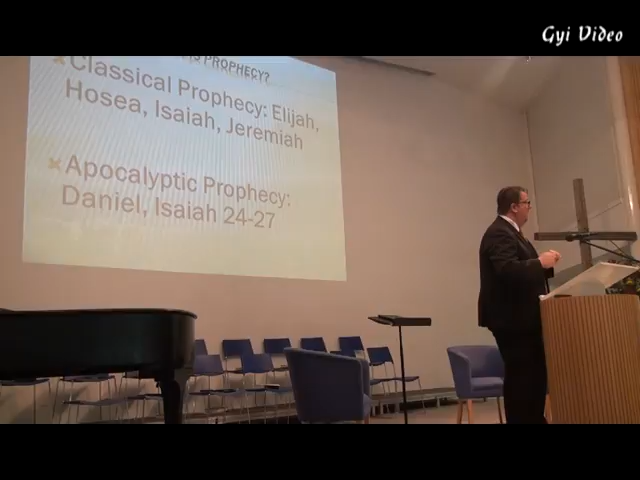 Gyi Video
PROPHECY?
Classical Prophecy: Elijah,
Hosea, Isaiah, Jeremiah
Apocalyptic Prophecy:
Daniel, Isaiah 24-27